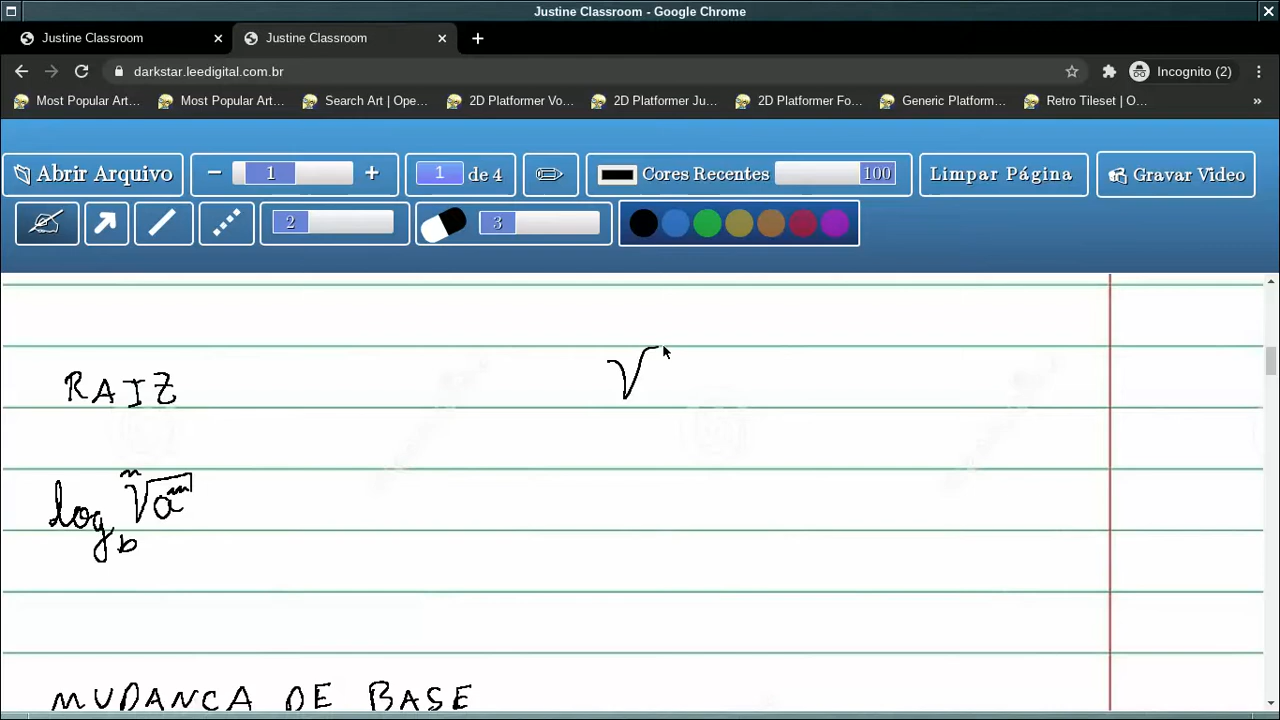 Justine Classroom - Google Chrome
Justine Classroom
Justine Classroom
darkstar.leedigital.com.br
Incognito (2)
Most Popular Art...
Most Popular Art...
Search Art | Ope...
2D Platformer Vo...
2D Platformer Ju...
2D Platformer Fo...
Generic Platform...
Retro Tileset | O...
Abrir Arquivo
− 1 +
1 de 4
Cores Recentes 100
Limpar Página
Gravar Video
2
3
RAIZ √
log_b ⁿ√a^m
MUDANCA DE BASE